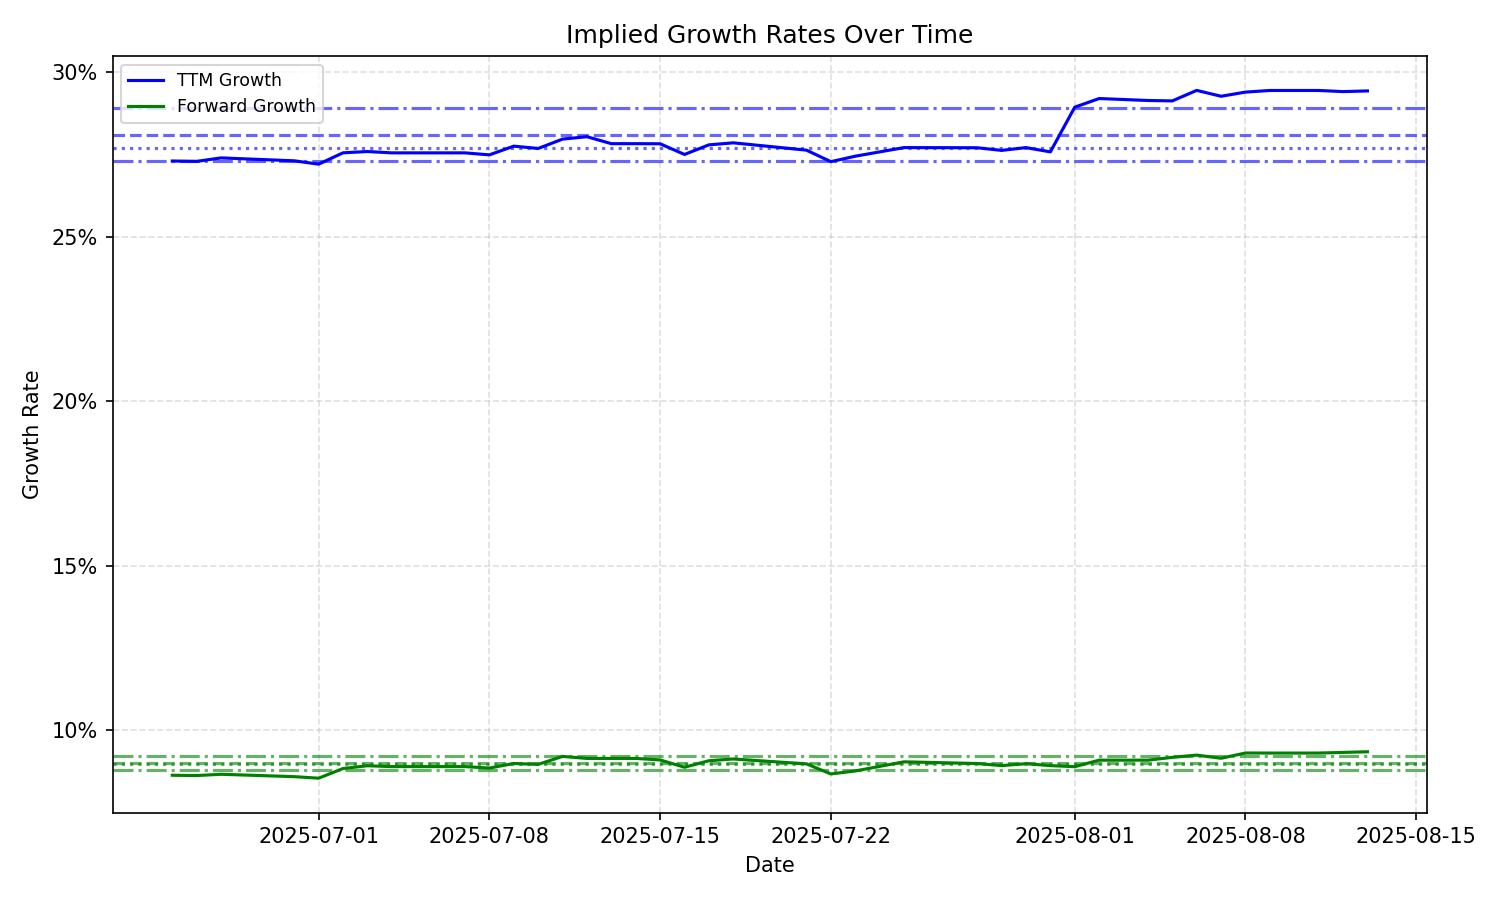 Implied Growth Rates Over Time
TTM Growth
Forward Growth
30%
25%
20%
15%
10%
Growth Rate
2025-07-01
2025-07-08
2025-07-15
2025-07-22
2025-08-01
2025-08-08
2025-08-15
Date